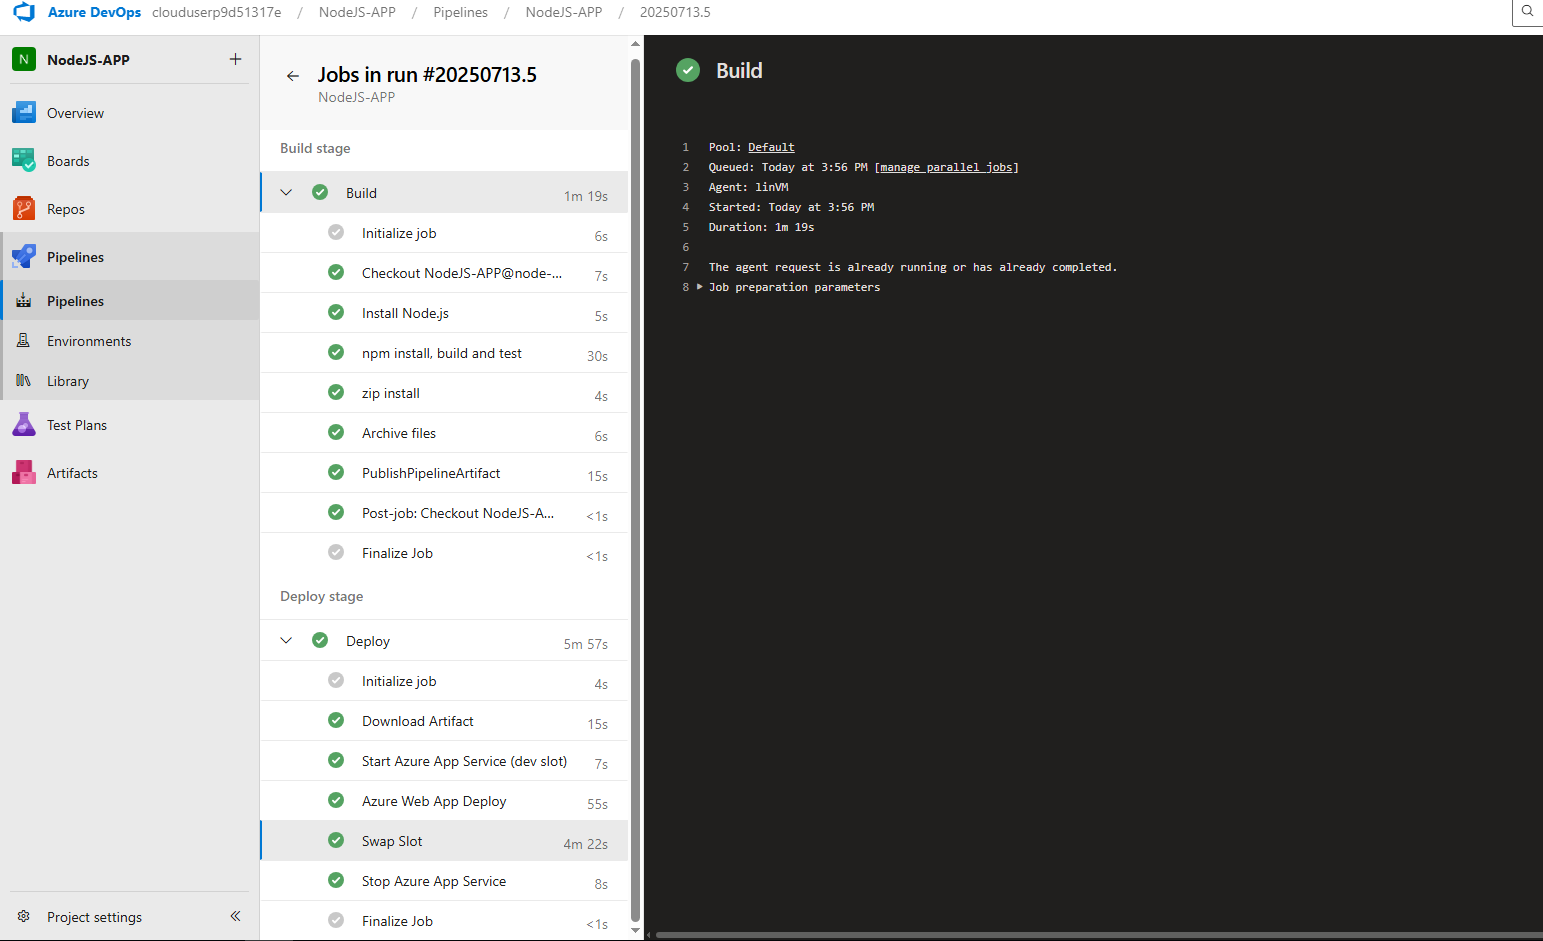 Azure DevOps clouduserp9d51317e / NodeJS-APP / Pipelines / NodeJS-APP / 20250713.5
N NodeJS-APP +
Overview
Boards
Repos
Pipelines
Pipelines
Environments
Library
Test Plans
Artifacts
Project settings
Jobs in run #20250713.5
NodeJS-APP
Build stage
Build 1m 19s
Initialize job 6s
Checkout NodeJS-APP@node-... 7s
Install Node.js 5s
npm install, build and test 30s
zip install 4s
Archive files 6s
PublishPipelineArtifact 15s
Post-job: Checkout NodeJS-A... <1s
Finalize Job <1s
Deploy stage
Deploy 5m 57s
Initialize job 4s
Download Artifact 15s
Start Azure App Service (dev slot) 7s
Azure Web App Deploy 55s
Swap Slot 4m 22s
Stop Azure App Service 8s
Finalize Job <1s
Build
1 Pool: Default
2 Queued: Today at 3:56 PM [manage parallel jobs]
3 Agent: linVM
4 Started: Today at 3:56 PM
5 Duration: 1m 19s
6
7 The agent request is already running or has already completed.
8 Job preparation parameters